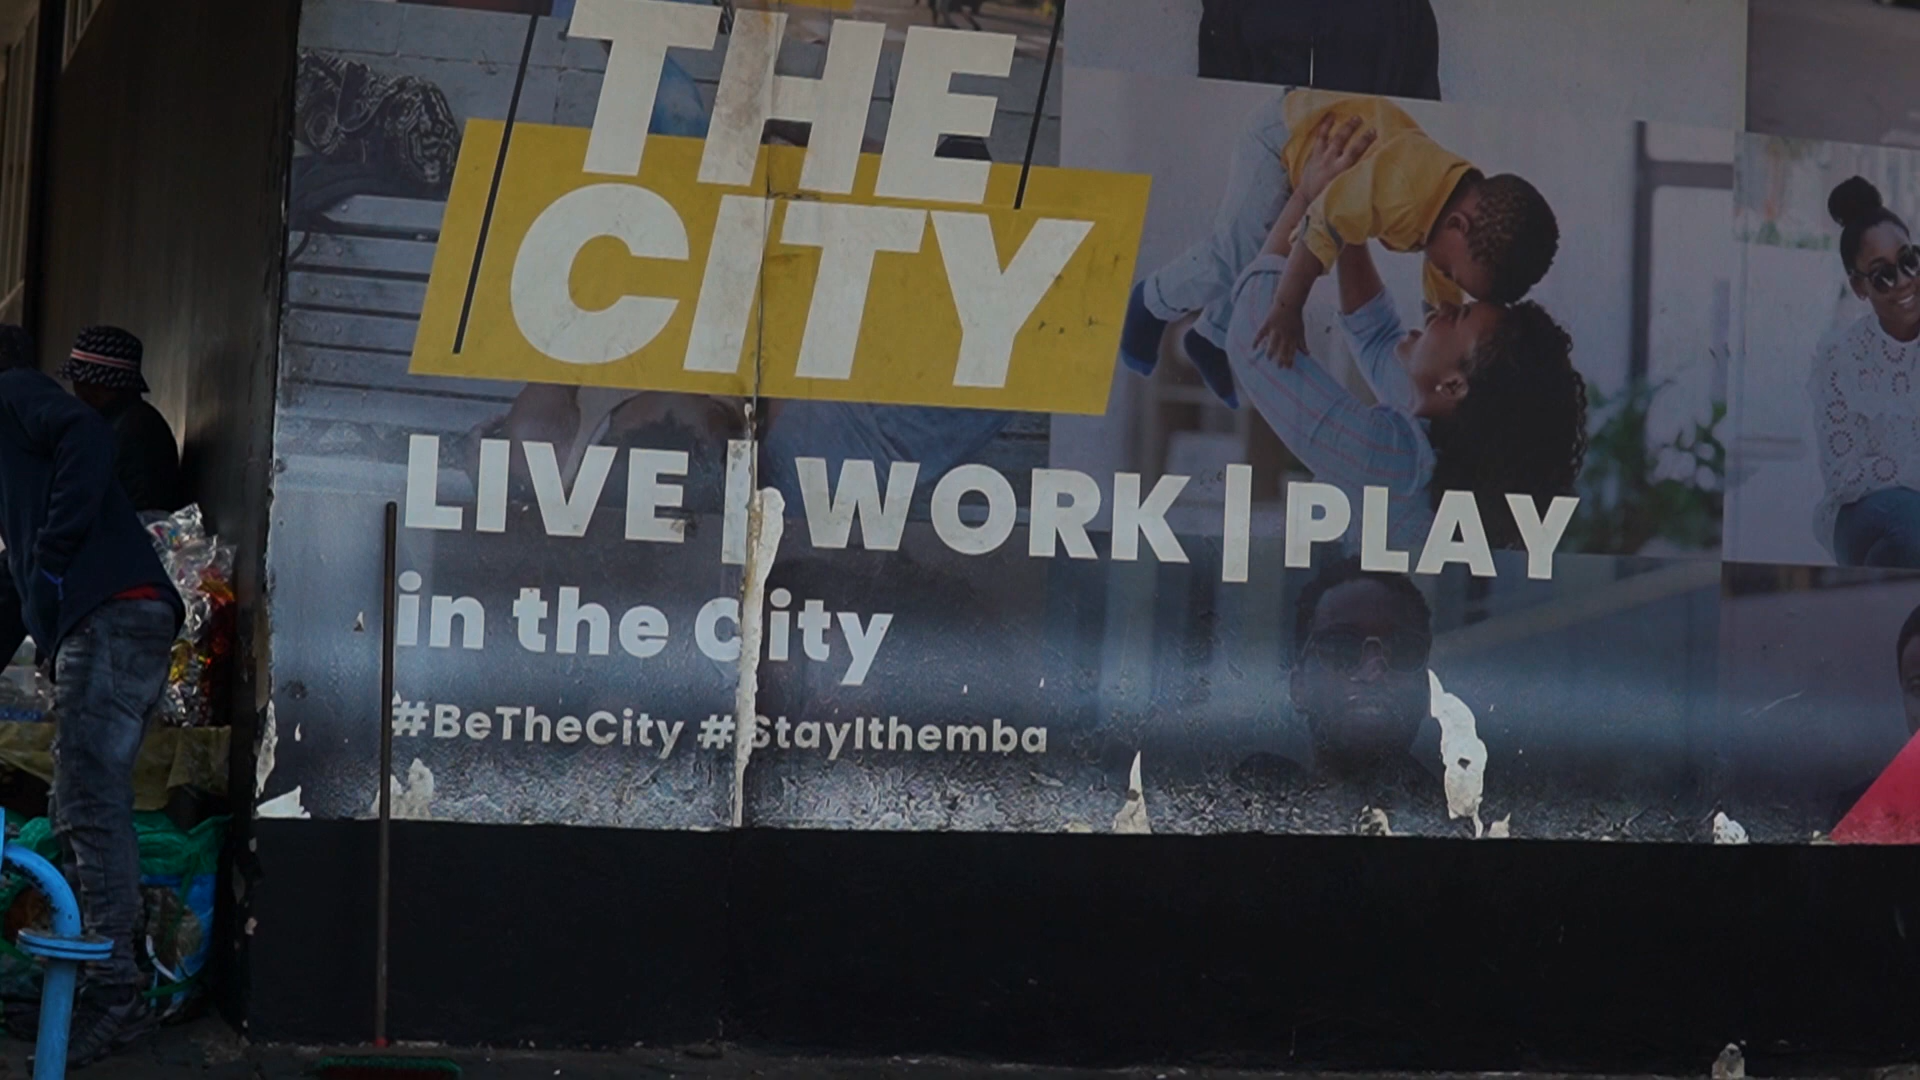 THE
CITY
LIVE | WORK | PLAY
in the City
#BeTheCity #StayIthemba